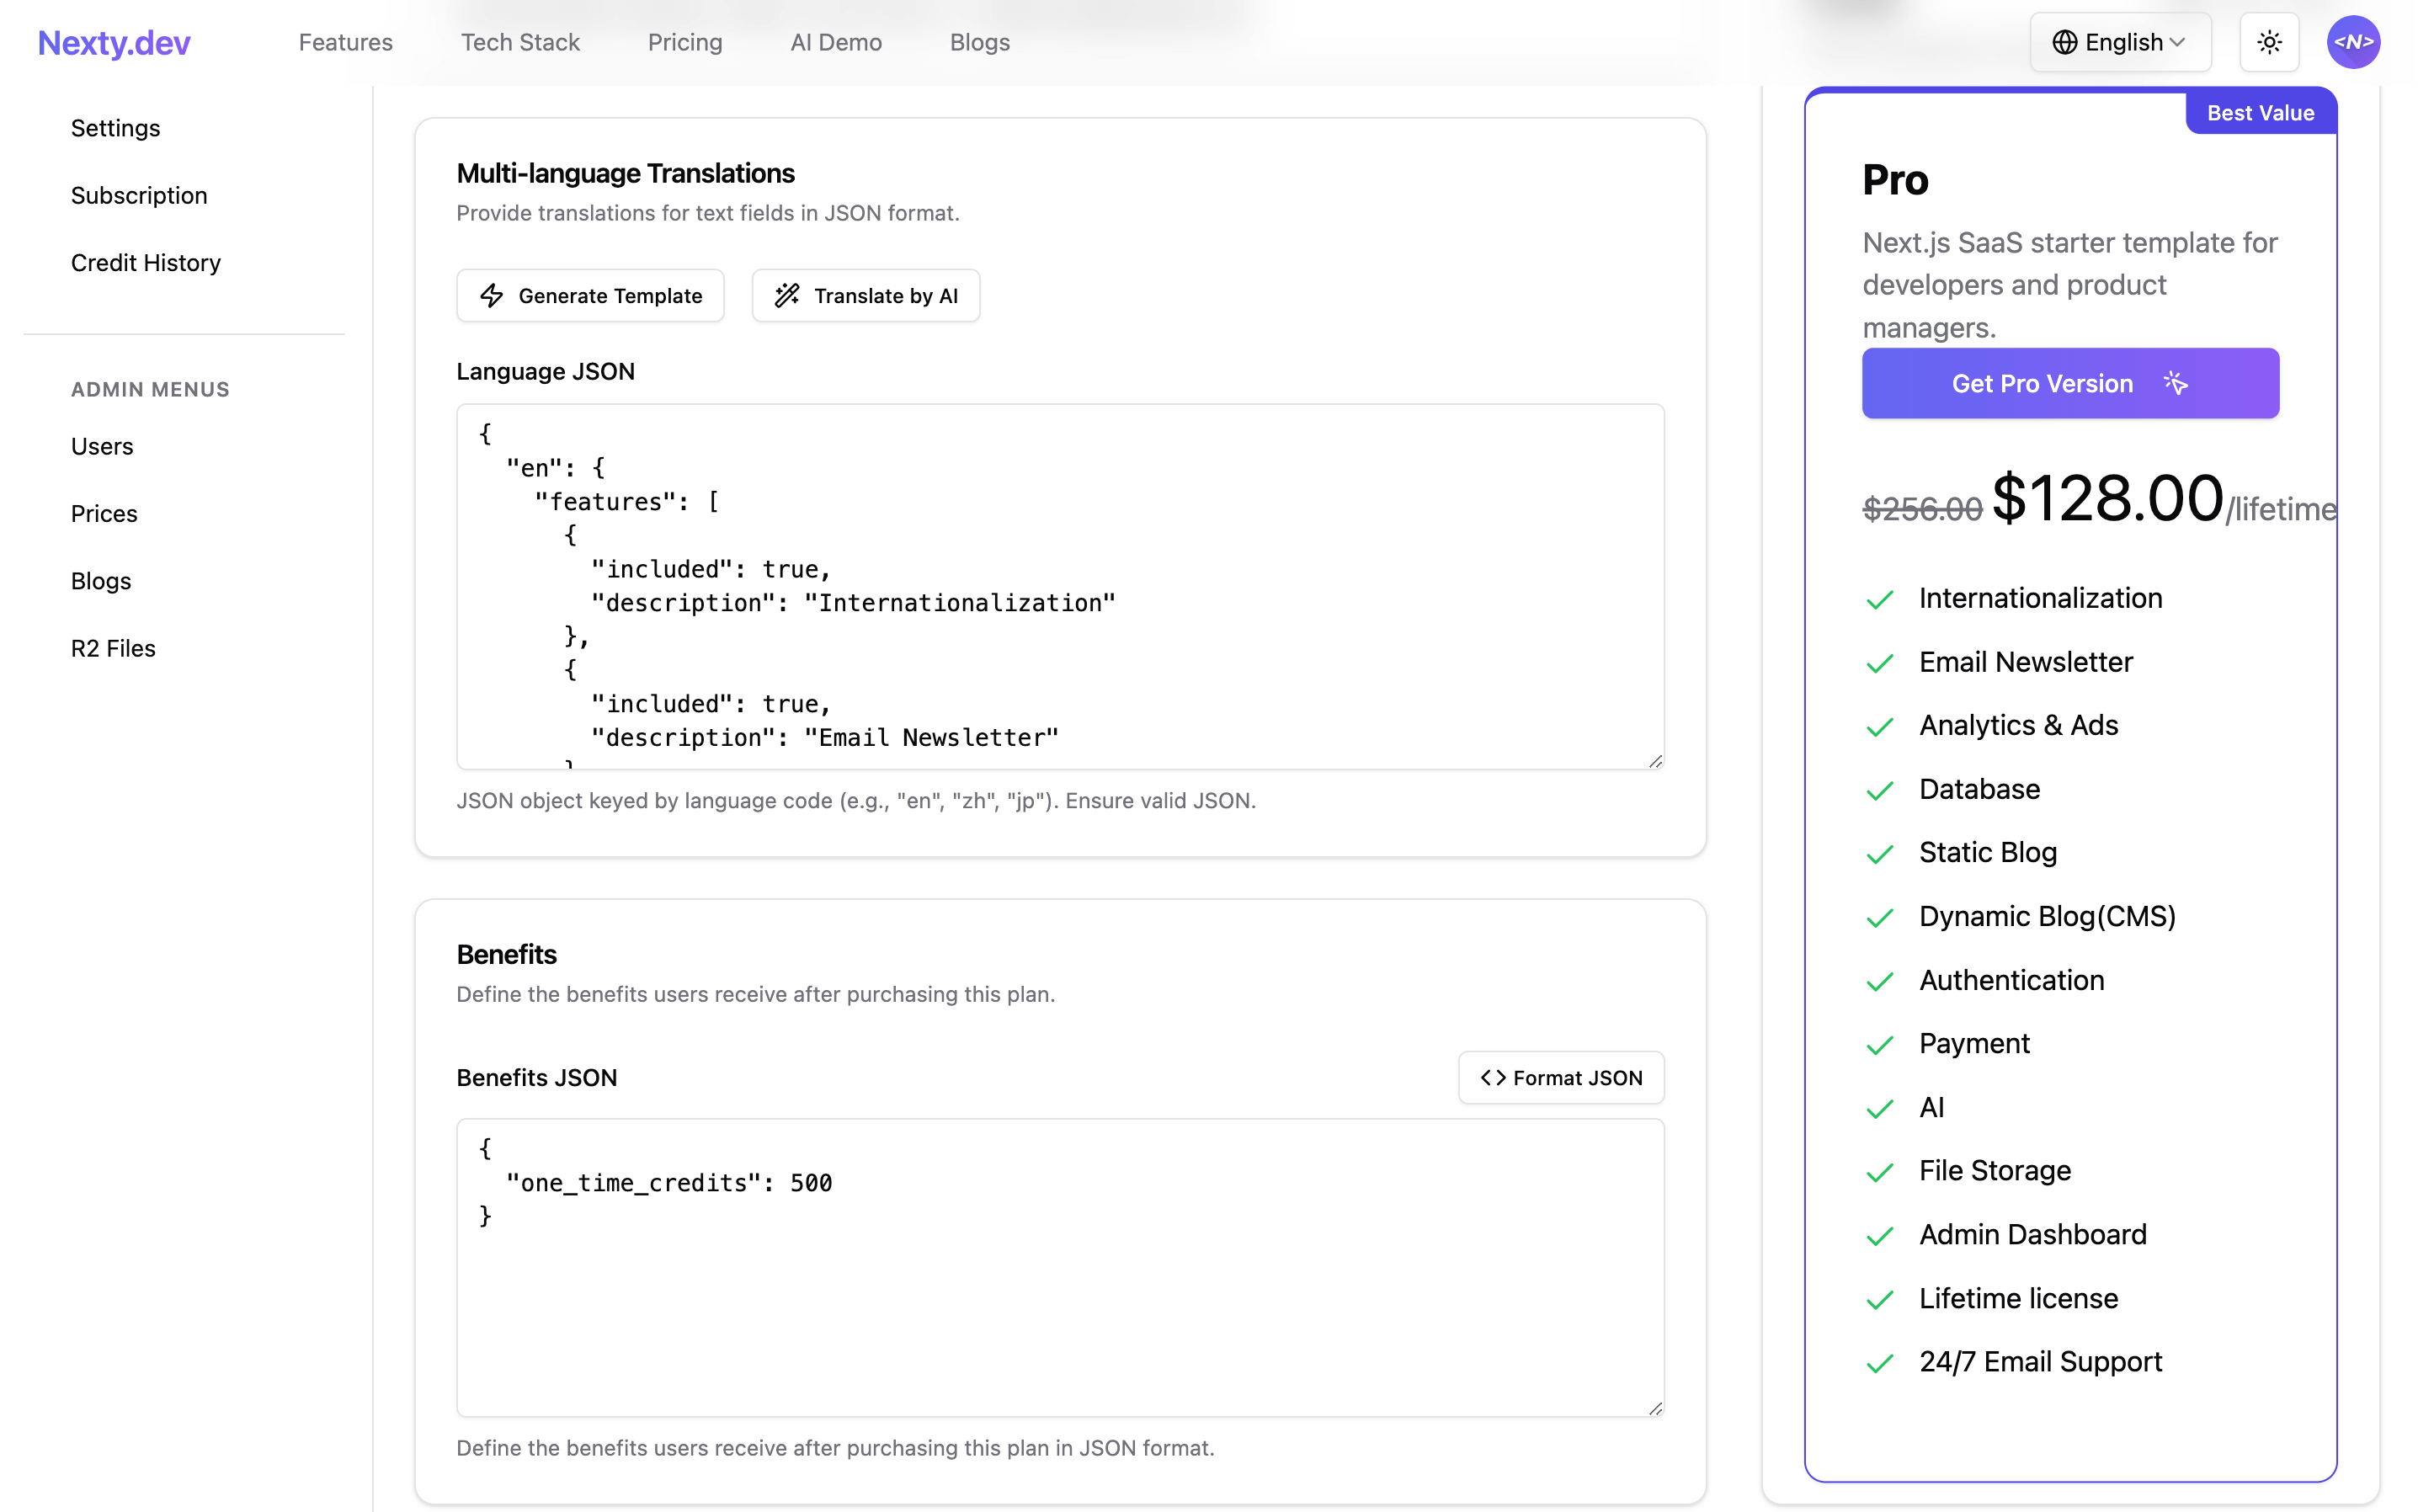 Nexty.dev
Features
Tech Stack
Pricing
AI Demo
Blogs
English
<N>
Settings
Subscription
Credit History
ADMIN MENUS
Users
Prices
Blogs
R2 Files
Multi-language Translations
Provide translations for text fields in JSON format.
Generate Template
Translate by AI
Language JSON
{
  "en": {
    "features": [
      {
        "included": true,
        "description": "Internationalization"
      },
      {
        "included": true,
        "description": "Email Newsletter"
      }
JSON object keyed by language code (e.g., "en", "zh", "jp"). Ensure valid JSON.
Benefits
Define the benefits users receive after purchasing this plan.
Benefits JSON
<> Format JSON
{
  "one_time_credits": 500
}
Define the benefits users receive after purchasing this plan in JSON format.
Best Value
Pro
Next.js SaaS starter template for
developers and product
managers.
Get Pro Version
$256.00 $128.00/lifetime
Internationalization
Email Newsletter
Analytics & Ads
Database
Static Blog
Dynamic Blog(CMS)
Authentication
Payment
AI
File Storage
Admin Dashboard
Lifetime license
24/7 Email Support